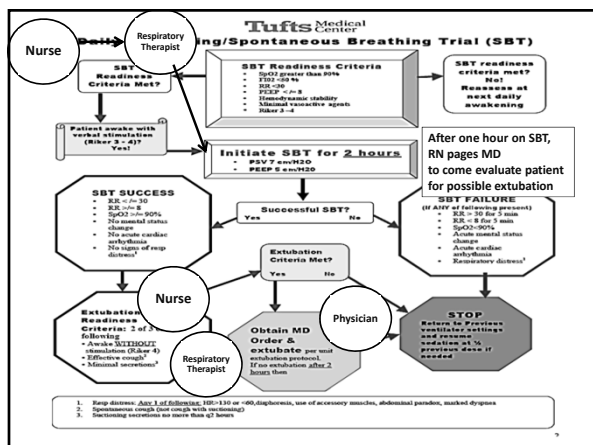 Tufts Medical
Center
ing/Spontaneous Breathing Trial (SBT)
Nurse
Respiratory
Therapist
SBT
Readiness
Criteria Met?
SBT Readiness Criteria
SpO2 greater than 90%
RR <30
PEEP < /= 8
Hemodynamic stability
Minimal vasoactive agents
Riker 3 -4
SBT readiness
criteria met?
No!
Reassess at
next daily
awakening
Patient awake with
verbal stimulation
(Riker 3 - 4)?
Yes!
Initiate SBT for 2 hours
PSV 7 cm/H2O
PEEP 5 cm/H2O
After one hour on SBT,
RN pages MD
to come evaluate patient
for possible extubation
SBT SUCCESS
RR < /= 30
RR >/= 8
SpO2 >/= 90%
No mental status
change
No acute cardiac
arrhythmia
No signs of resp
distress¹
Successful SBT?
Yes No
SBT FAILURE
(If ANY of following present)
RR > 30 for 5 min
RR < 8 for 5 min
SpO2<90%
Acute mental status
change
Acute cardiac
arrhythmia
Respiratory distress¹
Extubation
Criteria Met?
Yes No
Nurse
Physician
Extubation
Readiness
Criteria: 2 of 3
following
Awake WITHOUT
stimulation (Riker 4)
Effective cough²
Minimal secretions³
Respiratory
Therapist
Obtain MD
Order &
extubate per unit
extubation protocol.
If no extubation after 2
hours then
STOP
Return to Previous
ventilator settings
and resume
sedation at ½
previous dose if
needed
1. Resp distress: Any 1 of following: HR>130 or <60,diaphoresis, use of accessory muscles, abdominal paradox, marked dyspnea
2. Spontaneous cough (not cough with suctioning)
3. Suctioning secretions no more than q2 hours